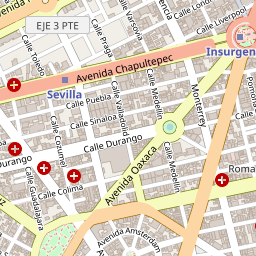 Calle Liverpool
Calle Varsovia
Avenida
EJE 3 PTE
Calle Praga
Insurgen
Calle Toledo
Avenida Chapultepec
Sevilla
Calle Puebla
Calle Medellín
Monterrey
Calle Sinaloa
Calle Valladolid
Calle Durango
Durango
Calle Cozumel
Avenida Oaxaca
Calle Medellín
Roma
Calle Colima
Calle Guadalajara
Avenida Amsterdam